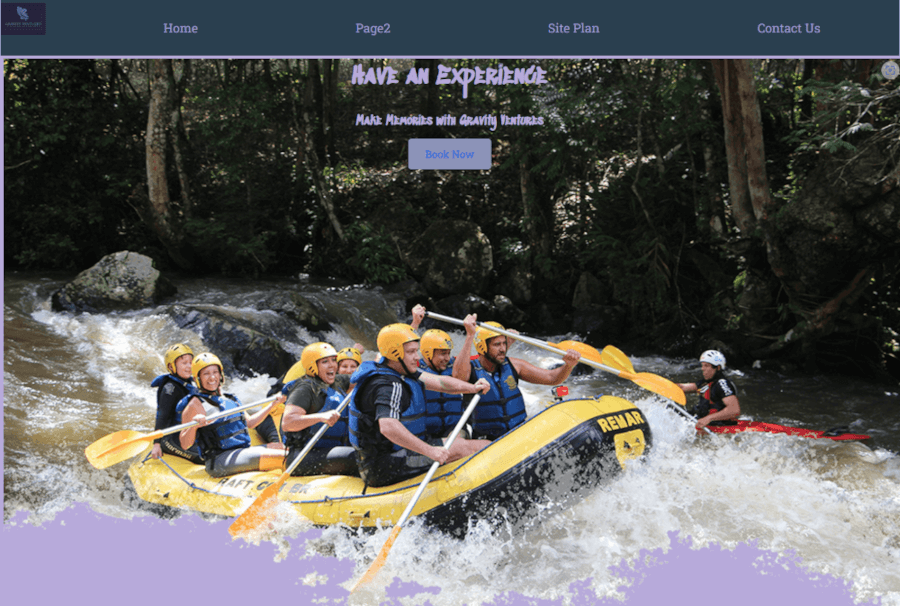 Home
Page2
Site Plan
Contact Us
Have an Experience
Make Memories with Gravity Ventures
Book Now
REMAR